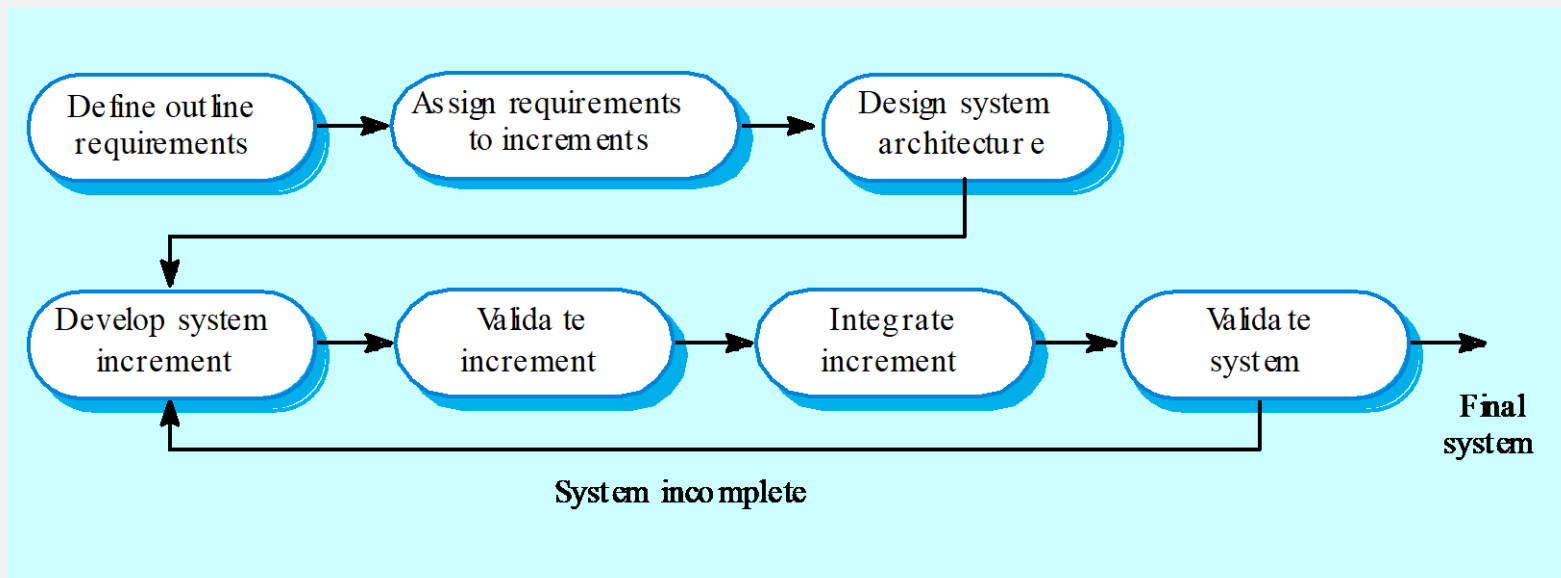 Define outline
requirements
Assign requirements
to increments
Design system
architecture
Develop system
increment
Validate
increment
Integrate
increment
Validate
system
Final
system
System incomplete